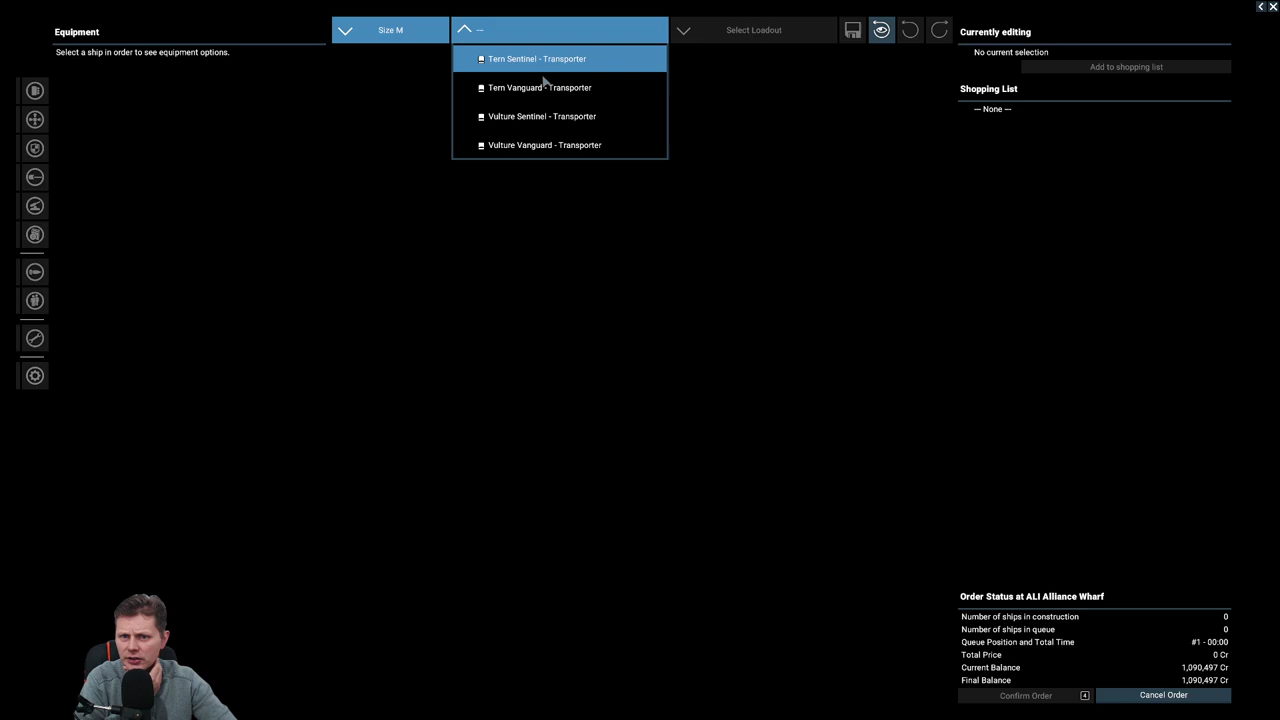 Equipment
Select a ship in order to see equipment options.
Size M
—
Select Loadout
Tern Sentinel - Transporter
Tern Vanguard - Transporter
Vulture Sentinel - Transporter
Vulture Vanguard - Transporter
Currently editing
No current selection
Add to shopping list
Shopping List
— None —
Order Status at ALI Alliance Wharf
Number of ships in construction 0
Number of ships in queue 0
Queue Position and Total Time #1 - 00:00
Total Price 0 Cr
Current Balance 1,090,497 Cr
Final Balance 1,090,497 Cr
Confirm Order 4 Cancel Order